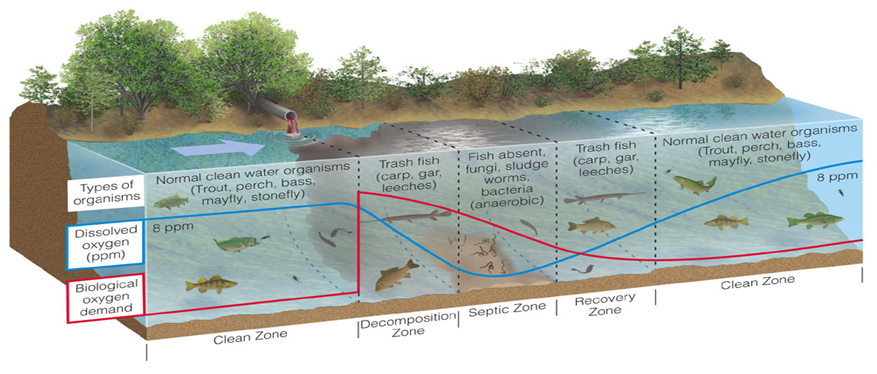 Types of
organisms
Normal clean water organisms
(Trout, perch, bass,
mayfly, stonefly)
Trash fish
(carp, gar,
leeches)
Fish absent,
fungi, sludge
worms,
bacteria
(anaerobic)
Trash fish
(carp, gar,
leeches)
Normal clean water organisms
(Trout, perch, bass,
mayfly, stonefly)
Dissolved
oxygen
(ppm)
8 ppm
8 ppm
Biological
oxygen
demand
Clean Zone
Decomposition
Zone
Septic Zone
Recovery
Zone
Clean Zone